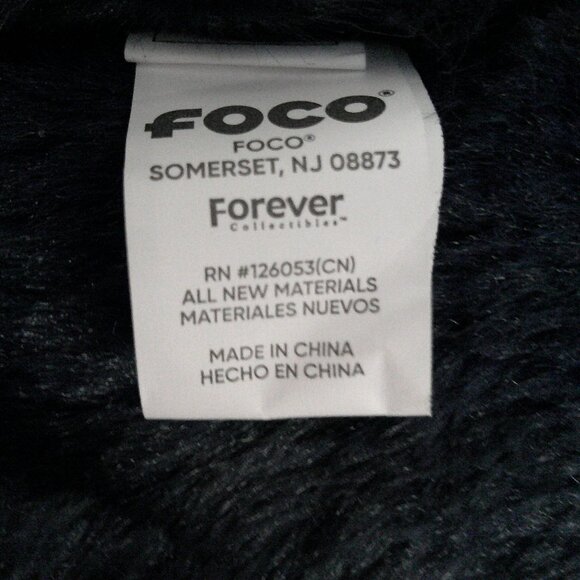 FOCO®
FOCO®
SOMERSET, NJ 08873
Forever
Collectibles™
RN #126053(CN)
ALL NEW MATERIALS
MATERIALES NUEVOS
MADE IN CHINA
HECHO EN CHINA